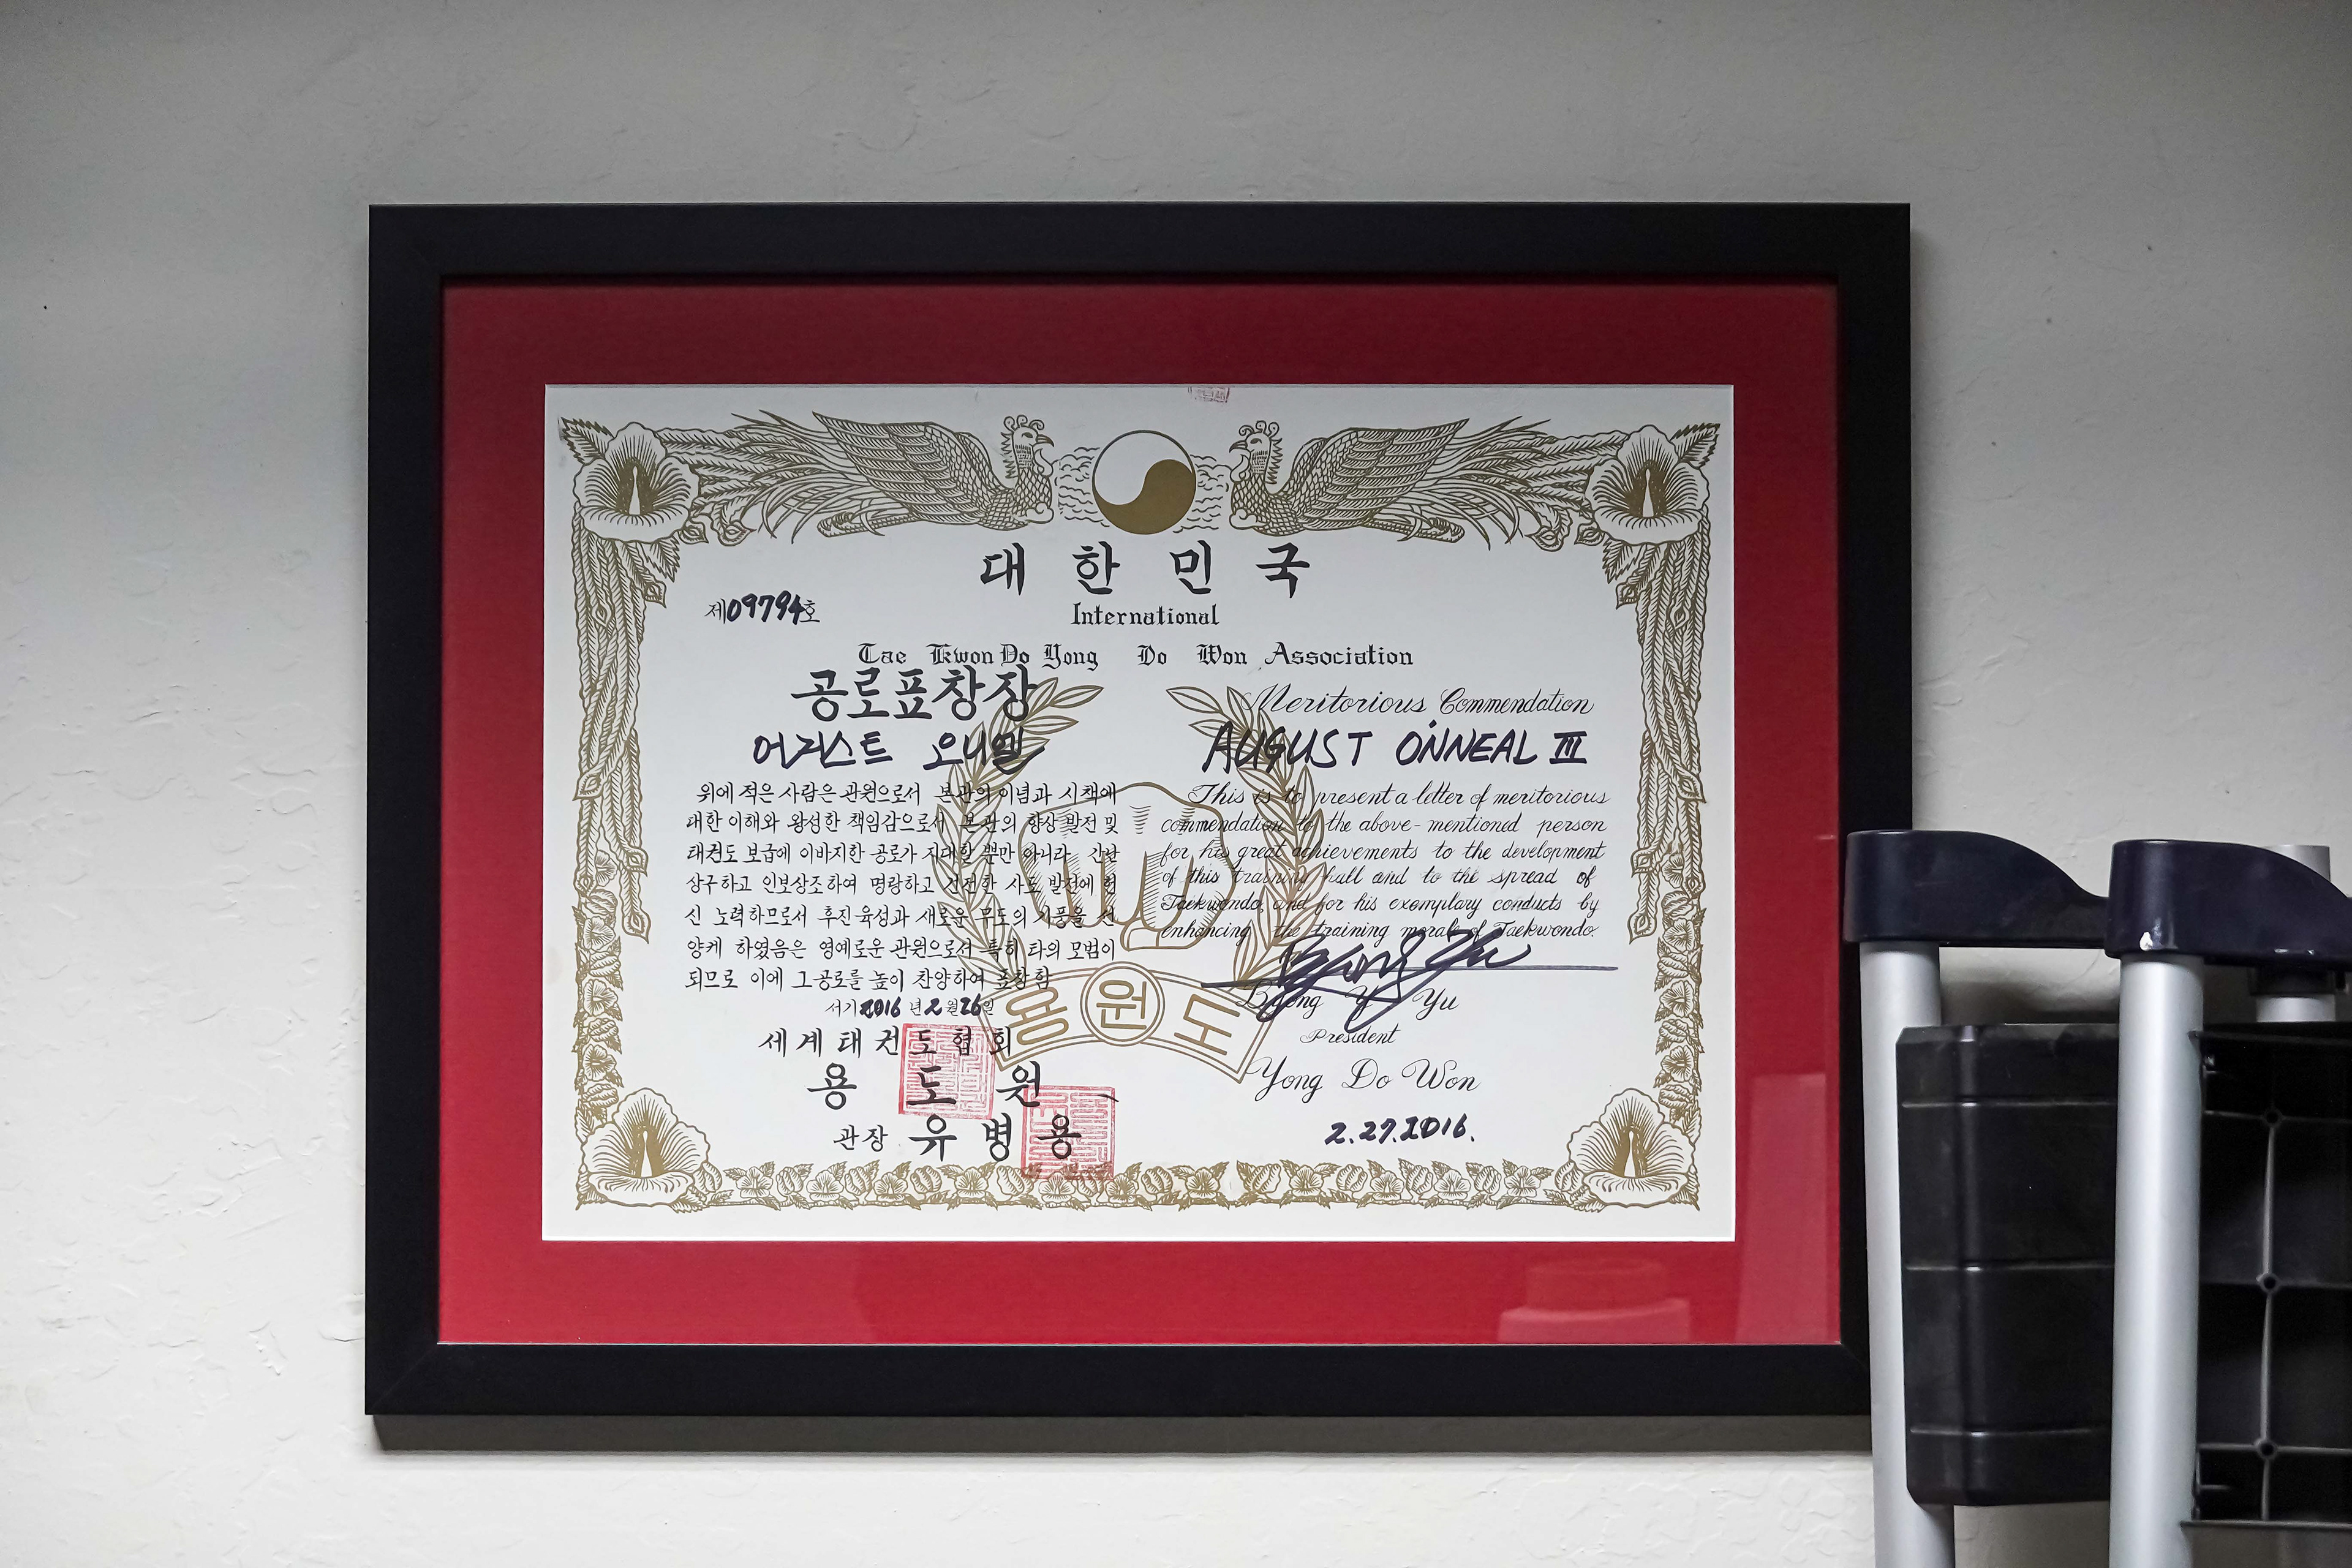 대한민국
제09794호
International
Tae Kwon Do Yong Do Won Association
공로표창장
어거스트 오니엘
위에 적은 사람은 관원으로서 본관의 이념과 시책에
대한 이해와 왕성한 책임감으로서 본관의 향상 발전 및
태권도 보급에 이바지한 공로가 지대할 뿐만 아니라 간난
상구하고 인보상조하여 명랑하고 선전한 사도 발전에 헌
신 노력하므로서 후진육성과 새로운 무도의 기풍을 선
양케 하였음은 영예로운 관원으로서 특히 타의 모범이
되므로 이에 그공로를 높이 찬양하여 표창함
서기 2016년 2월 26일
세계태권도협회
용도원
관장 유병용
Meritorious Commendation
AUGUST ONNEAL III
This is to present a letter of meritorious
commendation to the above-mentioned person
for his great achievements to the development
of this training hall and to the spread of
Taekwondo, and for his exemplary conducts by
enhancing the training morale of Taekwondo.
Byong Y Yu
President
Yong Do Won
2.27.2016.
용원도